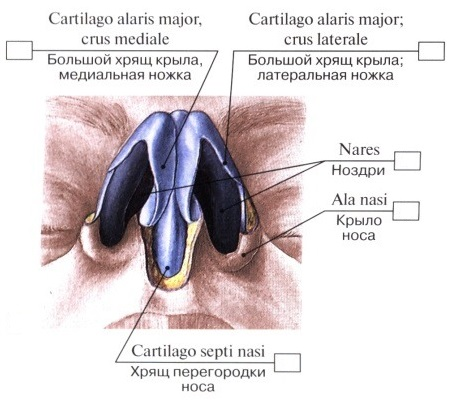 Cartilago alaris major,
crus mediale
Большой хрящ крыла,
медиальная ножка
Cartilago alaris major;
crus laterale
Большой хрящ крыла;
латеральная ножка
Nares
Ноздри
Ala nasi
Крыло
носа
Cartilago septi nasi
Хрящ перегородки
носа